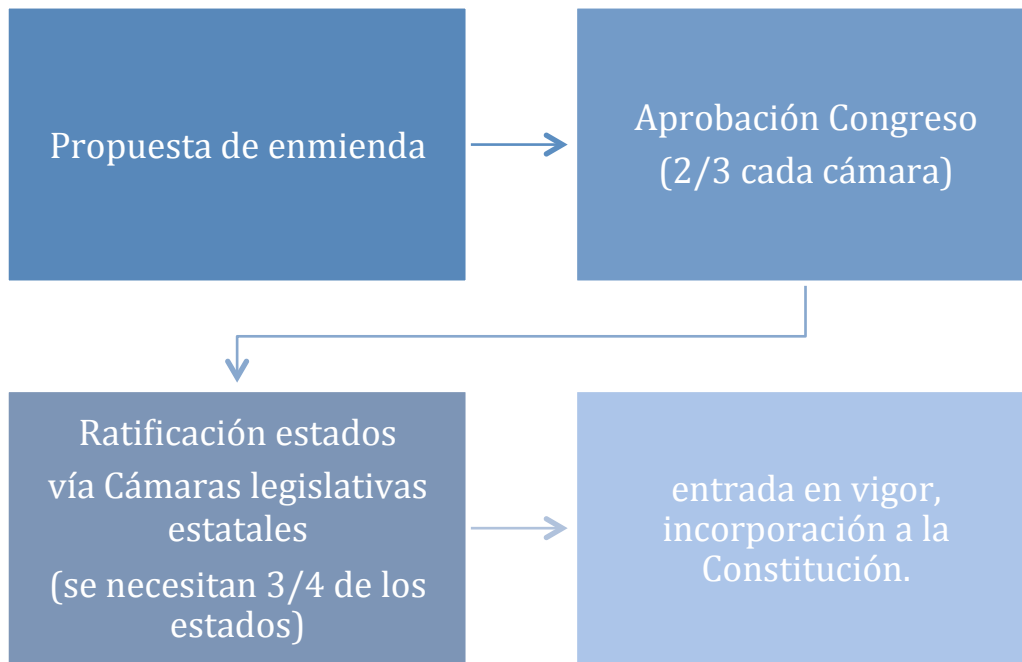 Propuesta de enmienda
Aprobación Congreso
(2/3 cada cámara)
Ratificación estados
vía Cámaras legislativas
estatales
(se necesitan 3/4 de los
estados)
entrada en vigor,
incorporación a la
Constitución.